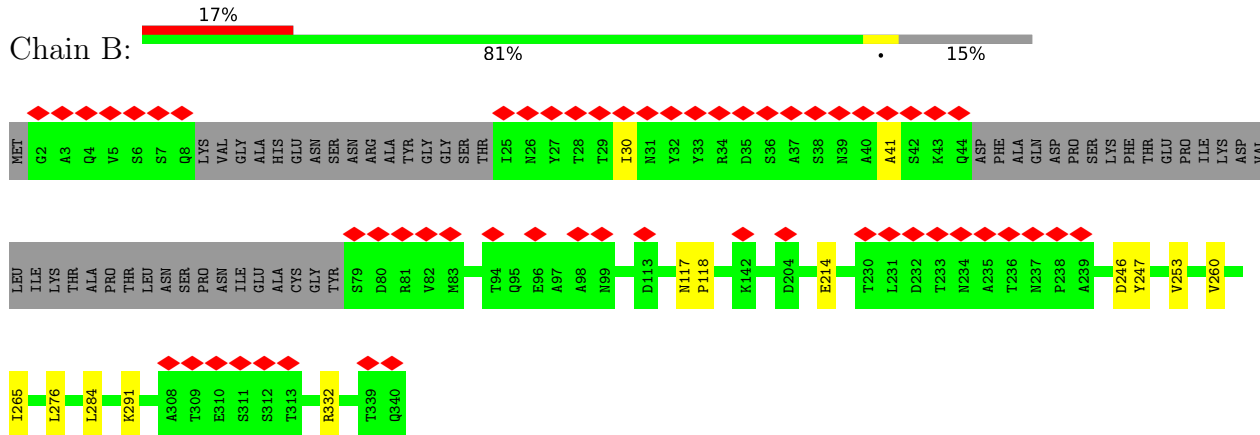 17%
Chain B:
81%
•
15%
MET G2 A3 Q4 V5 S6 S7 Q8 LYS VAL GLY ALA HIS GLU ASN SER ASN ARG ALA TYR GLY GLY SER THR I25 N26 Y27 T28 T29 I30 N31 Y32 Y33 R34 D35 S36 A37 S38 N39 A40 A41 S42 K43 Q44 ASP PHE ALA GLN ASP PRO SER LYS PHE THR GLU PRO ILE LYS ASP VAL
LEU ILE LYS THR ALA PRO THR LEU ASN SER PRO ASN ILE GLU ALA CYS GLY TYR S79 D80 R81 V82 M83 T94 Q95 E96 A97 A98 N99 D113 N117 P118 K142 D204 E214 T230 L231 D232 T233 N234 A235 T236 N237 P238 A239 D246 Y247 V253 V260
I265 L276 L284 K291 A308 T309 E310 S311 S312 T313 R332 T339 Q340